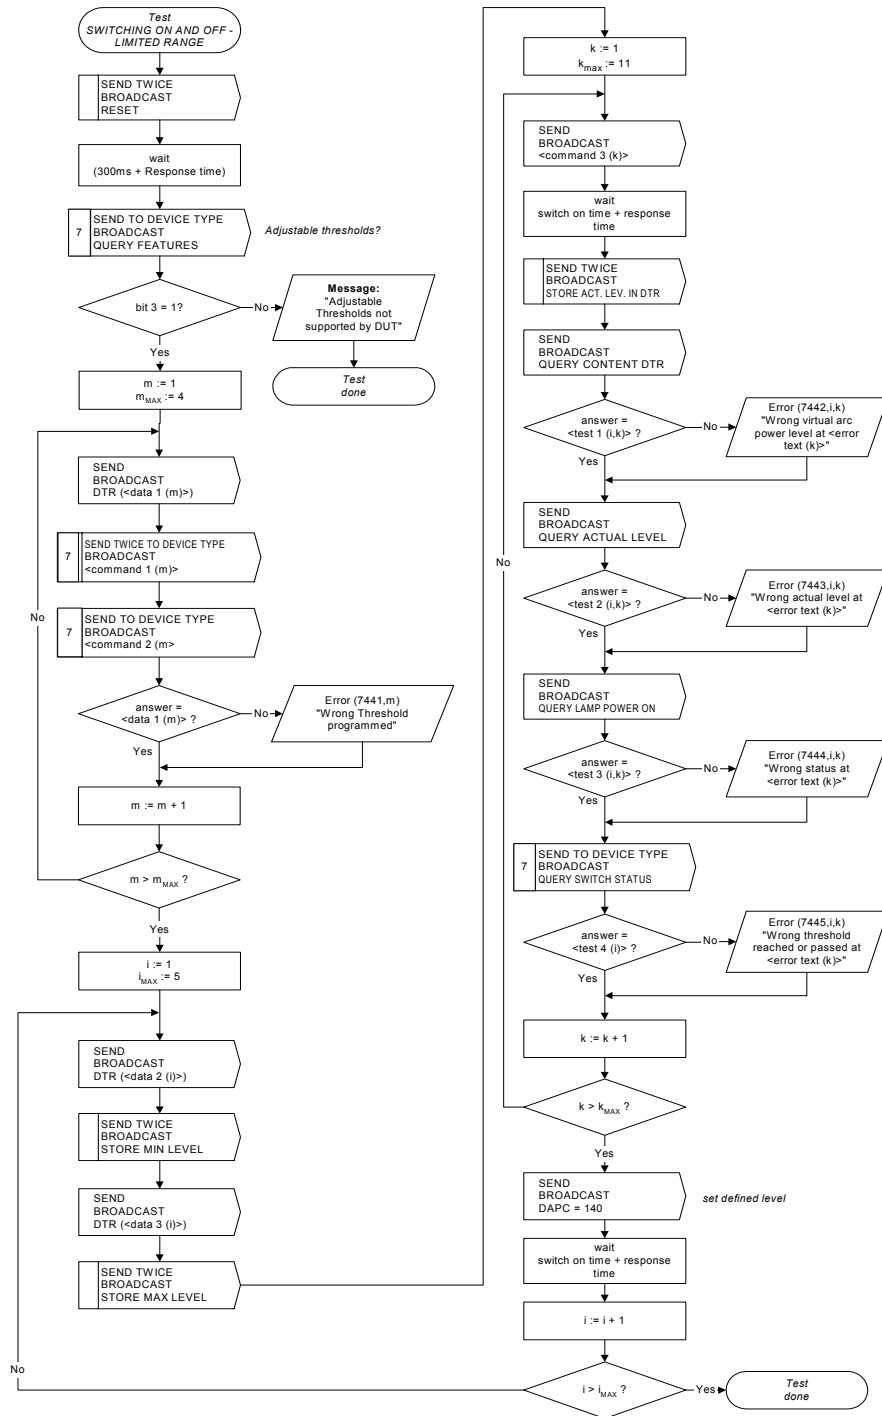 Test
SWITCHING ON AND OFF -
LIMITED RANGE
SEND TWICE
BROADCAST
RESET
wait
(300ms + Response time)
7
SEND TO DEVICE TYPE
BROADCAST
QUERY FEATURES
Adjustable thresholds?
bit 3 = 1?
No
Message:
"Adjustable
Thresholds not
supported by DUT"
Test
done
Yes
m := 1
mMAX := 4
SEND
BROADCAST
DTR (<data 1 (m)>)
7
SEND TWICE TO DEVICE TYPE
BROADCAST
<command 1 (m)>
No
7
SEND TO DEVICE TYPE
BROADCAST
<command 2 (m>
answer =
<data 1 (m)> ?
No
Error (7441,m)
"Wrong Threshold
programmed"
Yes
m := m + 1
m > mMAX ?
Yes
i := 1
iMAX := 5
SEND
BROADCAST
DTR (<data 2 (i)>)
SEND TWICE
BROADCAST
STORE MIN LEVEL
SEND
BROADCAST
DTR (<data 3 (i)>)
SEND TWICE
BROADCAST
STORE MAX LEVEL
No
k := 1
kmax := 11
SEND
BROADCAST
<command 3 (k)>
wait
switch on time + response
time
SEND TWICE
BROADCAST
STORE ACT. LEV. IN DTR
SEND
BROADCAST
QUERY CONTENT DTR
answer =
<test 1 (i,k)> ?
No
Error (7442,i,k)
"Wrong virtual arc
power level at <error
text (k)>"
Yes
SEND
BROADCAST
QUERY ACTUAL LEVEL
No
answer =
<test 2 (i,k)> ?
No
Error (7443,i,k)
"Wrong actual level at
<error text (k)>"
Yes
SEND
BROADCAST
QUERY LAMP POWER ON
answer =
<test 3 (i,k)> ?
No
Error (7444,i,k)
"Wrong status at
<error text (k)>"
Yes
7
SEND TO DEVICE TYPE
BROADCAST
QUERY SWITCH STATUS
answer =
<test 4 (i)> ?
No
Error (7445,i,k)
"Wrong threshold
reached or passed at
<error text (k)>"
Yes
k := k + 1
k > kMAX ?
Yes
SEND
BROADCAST
DAPC = 140
set defined level
wait
switch on time + response
time
i := i + 1
i > iMAX ?
Yes
Test
done